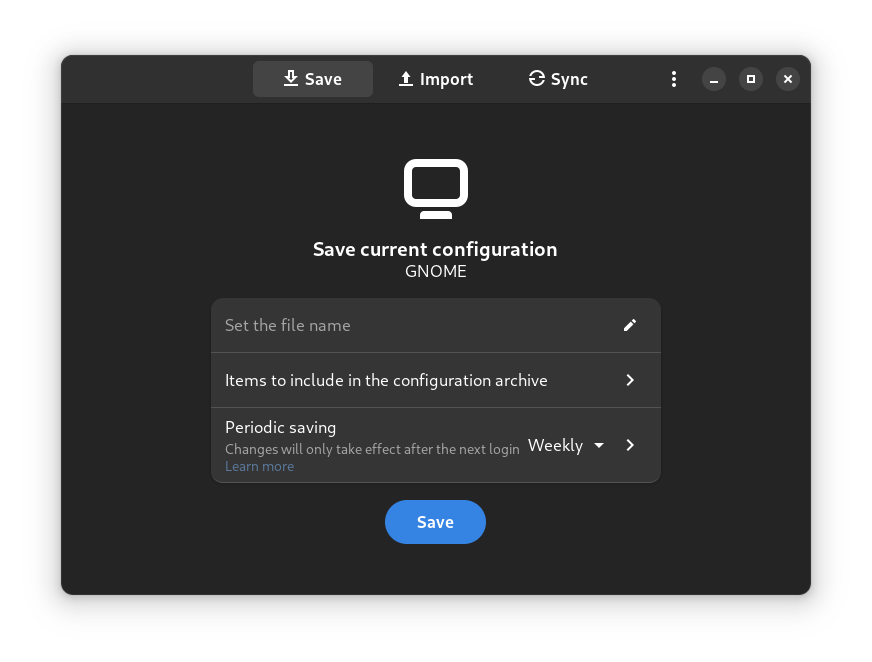 Save
Import
Sync
Save current configuration
GNOME
Set the file name
Items to include in the configuration archive
Periodic saving
Changes will only take effect after the next login
Learn more
Weekly
Save